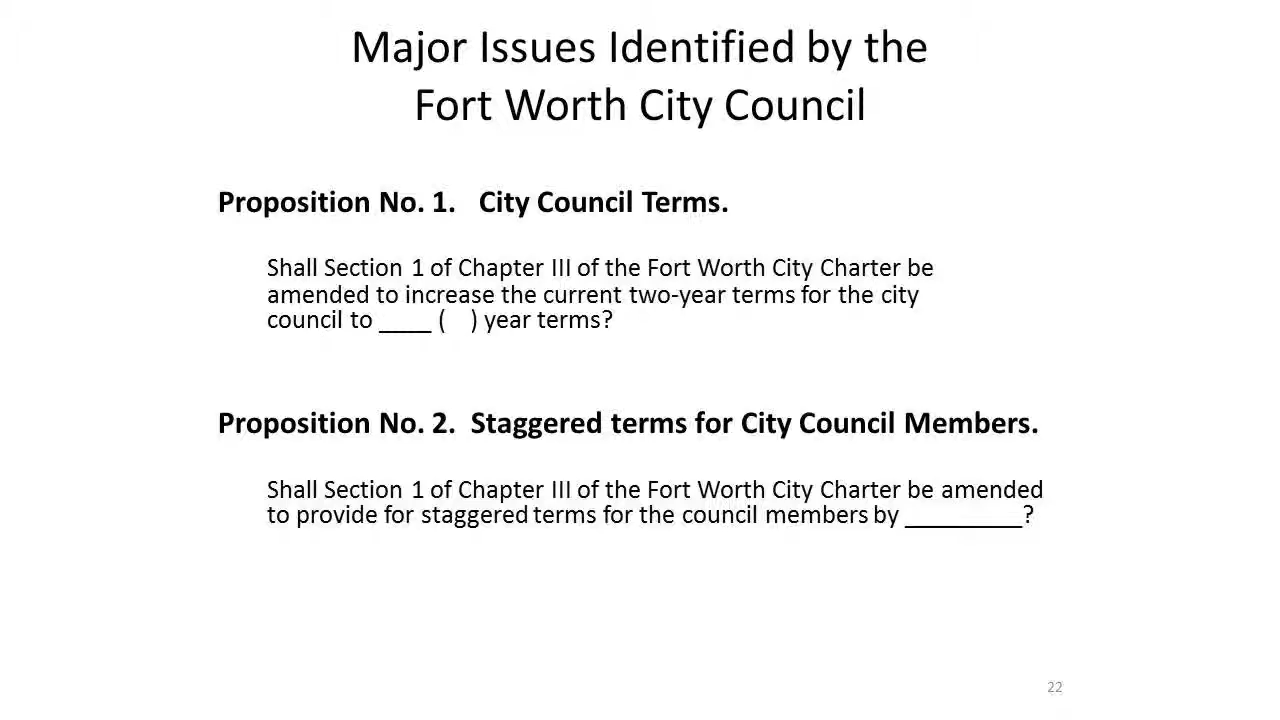 Major Issues Identified by the
Fort Worth City Council
Proposition No. 1.   City Council Terms.
Shall Section 1 of Chapter III of the Fort Worth City Charter be
amended to increase the current two-year terms for the city
council to ____ (   ) year terms?
Proposition No. 2.  Staggered terms for City Council Members.
Shall Section 1 of Chapter III of the Fort Worth City Charter be amended
to provide for staggered terms for the council members by _________?
22